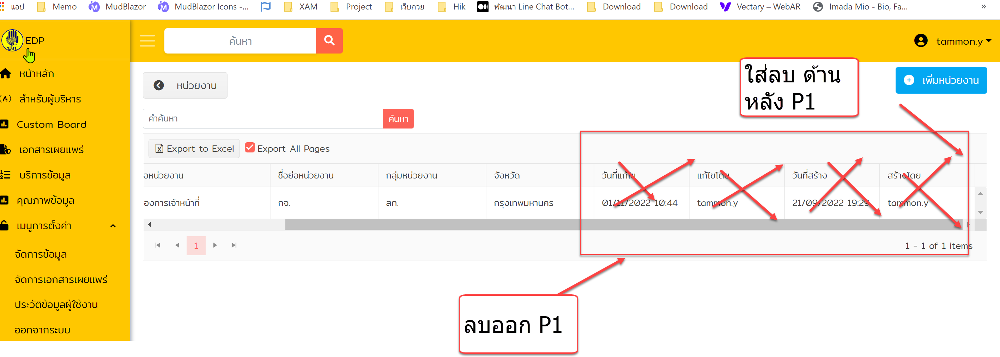 แอป Memo MudBlazor MudBlazor Icons -... XAM Project เว็บกวย Hik พัฒนา Line Chat Bot... Download Download Vectary – WebAR Imada Mio - Bio, Fa... »
ปภ. EDP
ค้นหา
tammon.y
หน้าหลัก
สำหรับผู้บริหาร
Custom Board
เอกสารเผยแพร่
บริการข้อมูล
คุณภาพข้อมูล
เมนูการตั้งค่า
จัดการข้อมูล
จัดการเอกสารเผยแพร่
ประวัติข้อมูลผู้ใช้งาน
ออกจากระบบ
หน่วยงาน
ใส่ลบ ด้าน
หลัง P1
เพิ่มหน่วยงาน
คำค้นหา ค้นหา
Export to Excel Export All Pages
อหน่วยงาน ชื่อย่อหน่วยงาน กลุ่มหน่วยงาน จังหวัด วันที่แก้ไข แก้ไขโดย วันที่สร้าง สร้างโดย
องการเจ้าหน้าที่ กจ. สก. กรุงเทพมหานคร 01/11/2022 10:44 tammon.y 21/09/2022 19:29 tammon.y
1
1 - 1 of 1 items
ลบออก P1